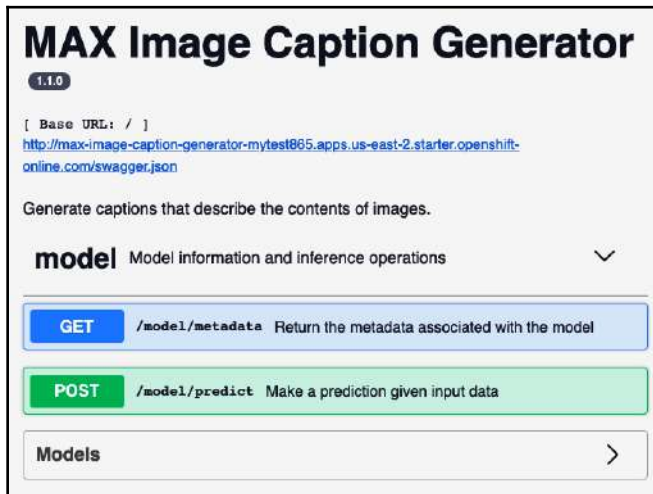 MAX Image Caption Generator
1.1.0
[ Base URL: / ]
http://max-image-caption-generator-mytest865.apps.us-east-2.starter.openshift-
online.com/swagger.json
Generate captions that describe the contents of images.
model Model information and inference operations
GET /model/metadata Return the metadata associated with the model
POST /model/predict Make a prediction given input data
Models